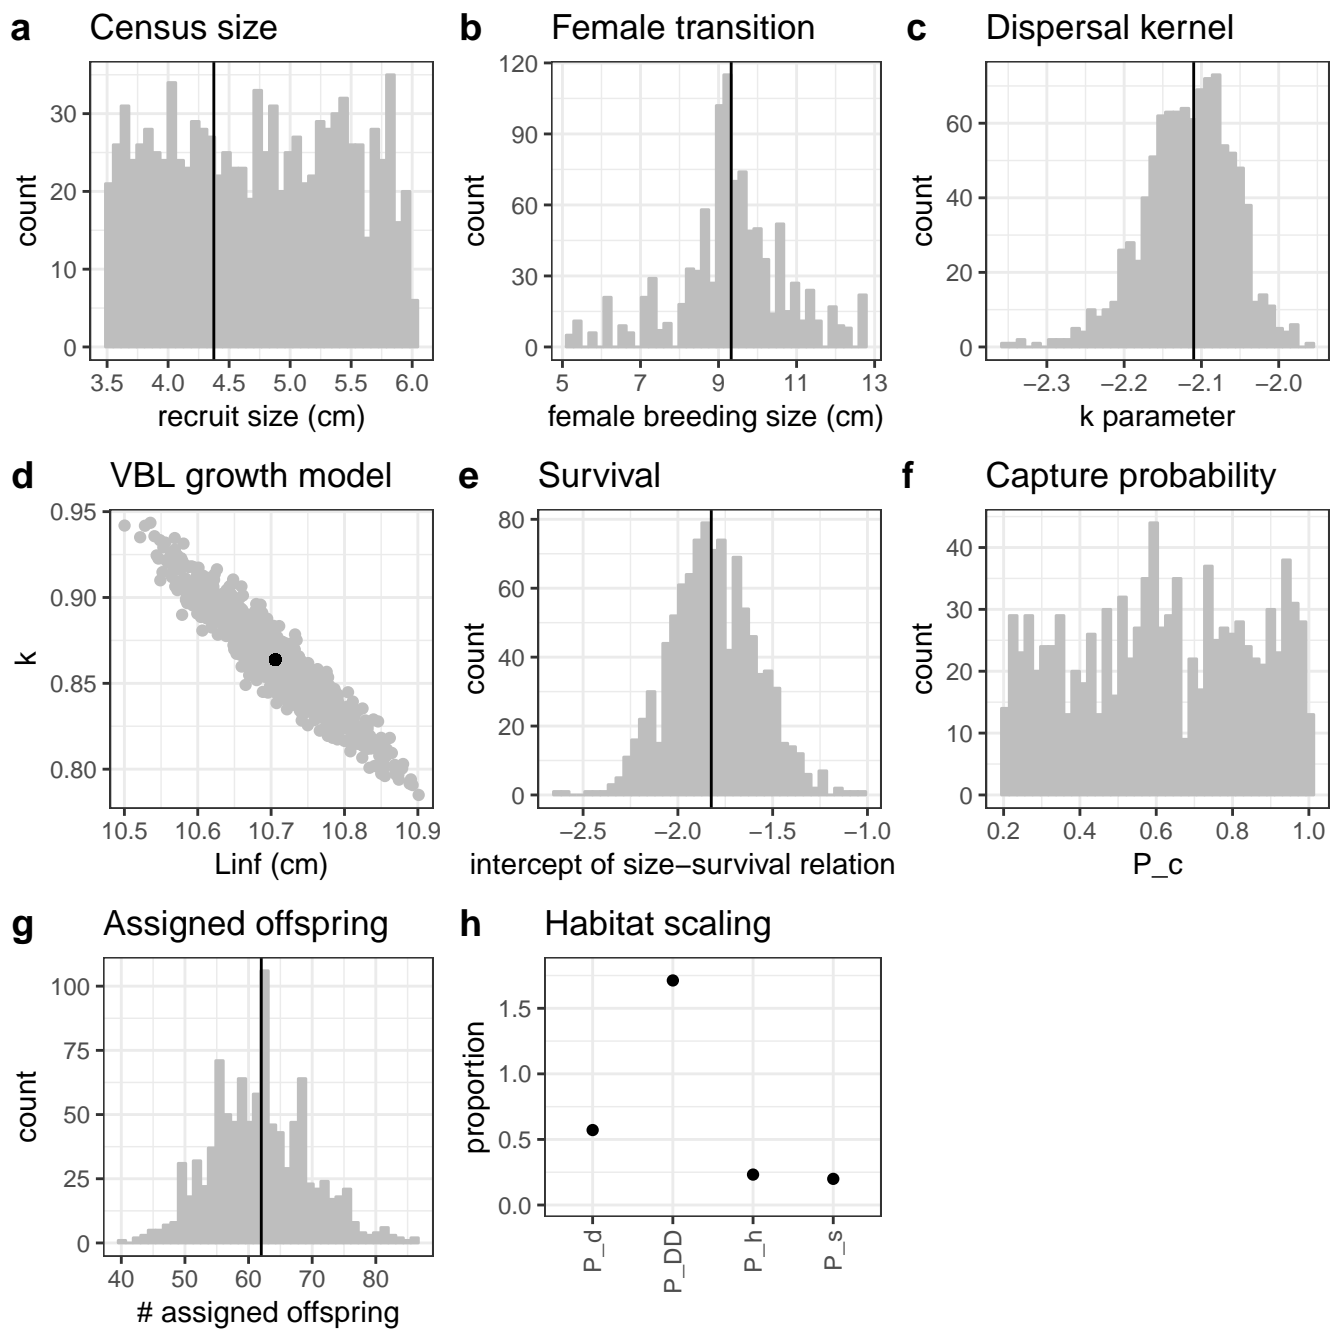 a Census size
30
20
10
0
count
3.5 4.0 4.5 5.0 5.5 6.0
recruit size (cm)
b Female transition
120
90
60
30
0
count
5 7 9 11 13
female breeding size (cm)
c Dispersal kernel
60
40
20
0
count
−2.3 −2.2 −2.1 −2.0
k parameter
d VBL growth model
0.95
0.90
0.85
0.80
k
10.5 10.6 10.7 10.8 10.9
Linf (cm)
e Survival
80
60
40
20
0
count
−2.5 −2.0 −1.5 −1.0
intercept of size−survival relation
f Capture probability
40
30
20
10
0
count
0.2 0.4 0.6 0.8 1.0
P_c
g Assigned offspring
100
75
50
25
0
count
40 50 60 70 80
# assigned offspring
h Habitat scaling
1.5
1.0
0.5
0.0
proportion
P_d
P_DD
P_h
P_s